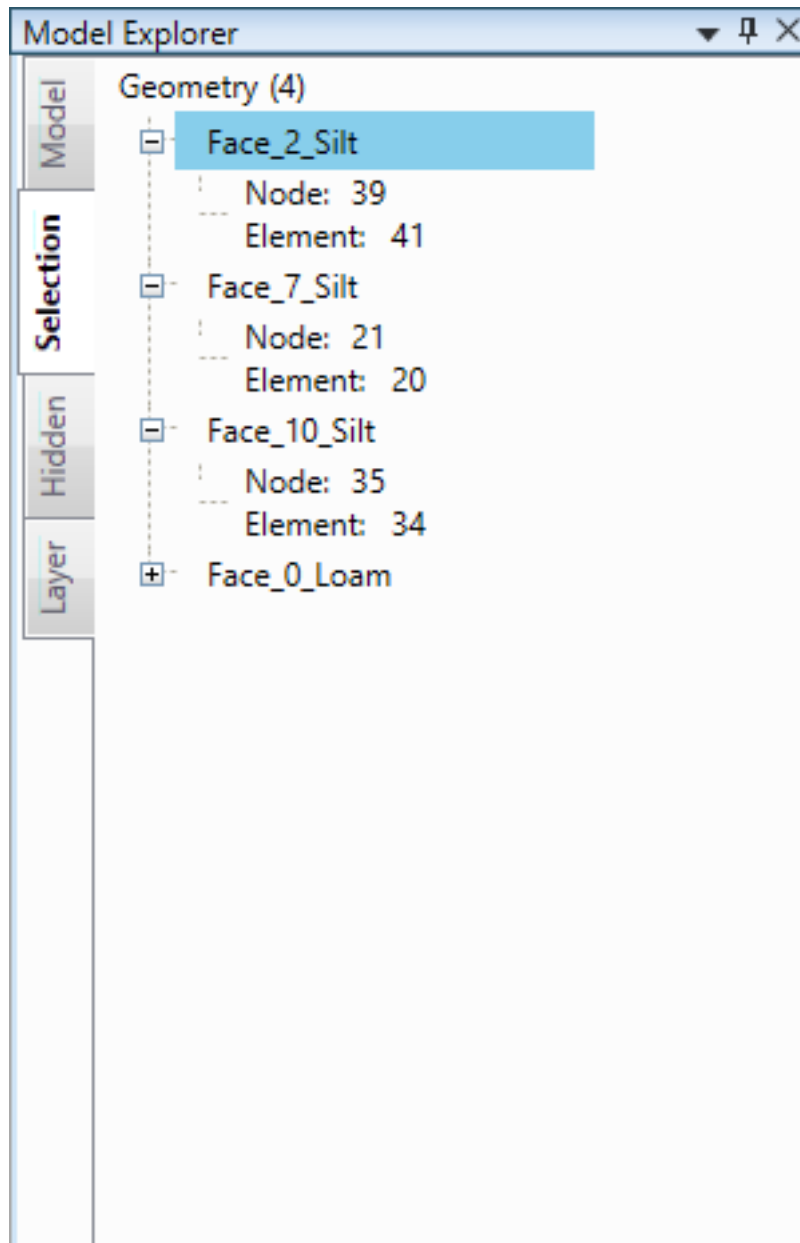 Model Explorer
Model
Selection
Hidden
Layer
Geometry (4)
Face_2_Silt
Node: 39
Element: 41
Face_7_Silt
Node: 21
Element: 20
Face_10_Silt
Node: 35
Element: 34
Face_0_Loam